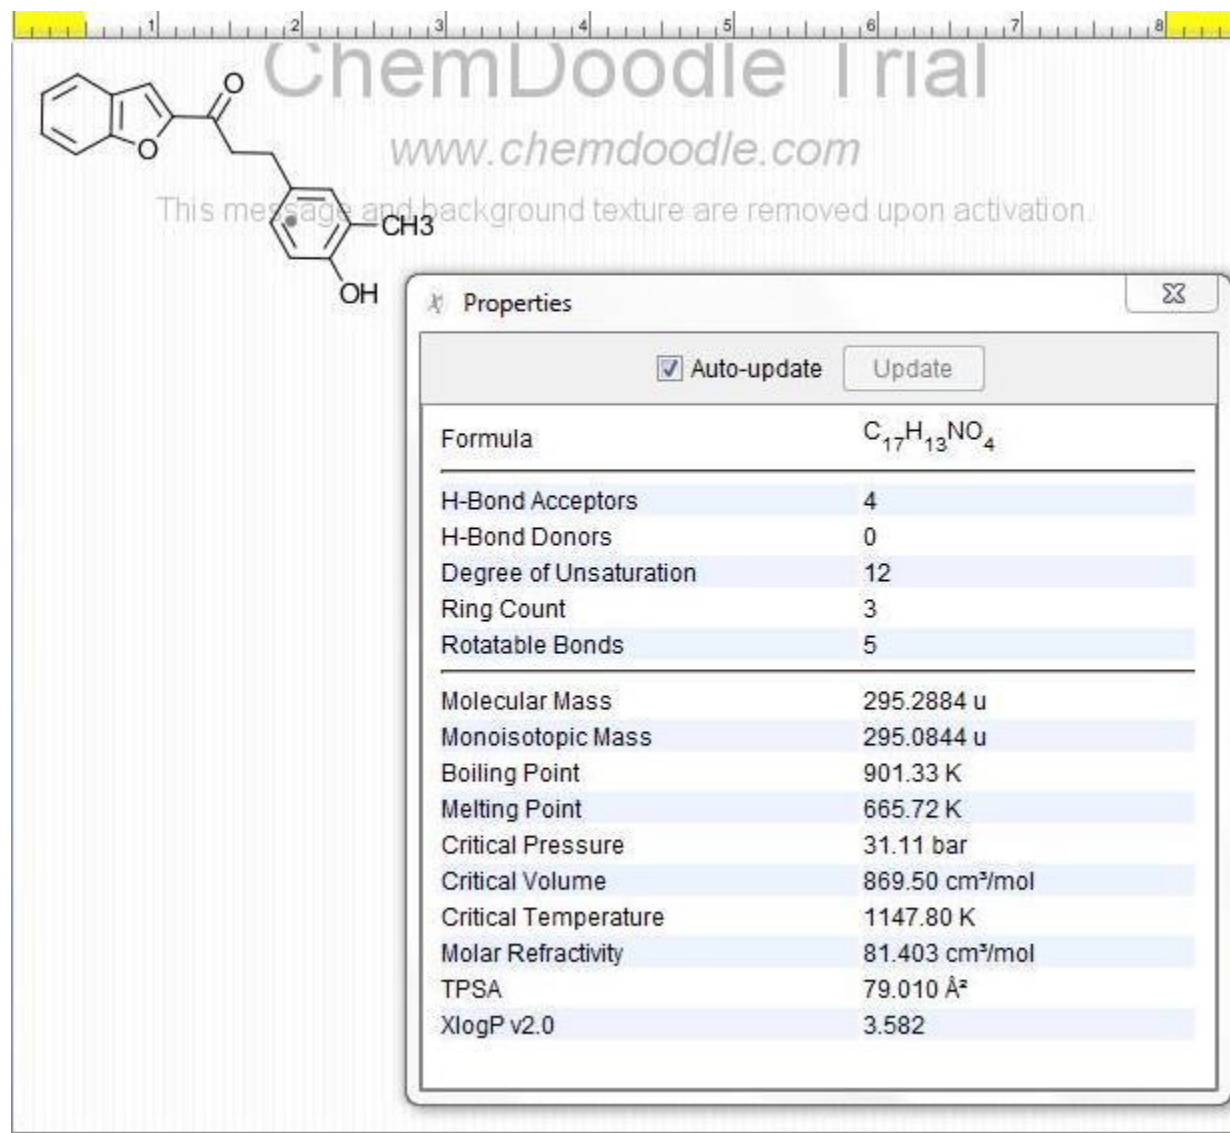 1 2 3 4 5 6 7 8
ChemDoodle Trial
O
O
www.chemdoodle.com
This message and background texture are removed upon activation.
CH3
OH
Properties
Auto-update Update
Formula C17H13NO4
H-Bond Acceptors 4
H-Bond Donors 0
Degree of Unsaturation 12
Ring Count 3
Rotatable Bonds 5
Molecular Mass 295.2884 u
Monoisotopic Mass 295.0844 u
Boiling Point 901.33 K
Melting Point 665.72 K
Critical Pressure 31.11 bar
Critical Volume 869.50 cm³/mol
Critical Temperature 1147.80 K
Molar Refractivity 81.403 cm³/mol
TPSA 79.010 Å²
XlogP v2.0 3.582